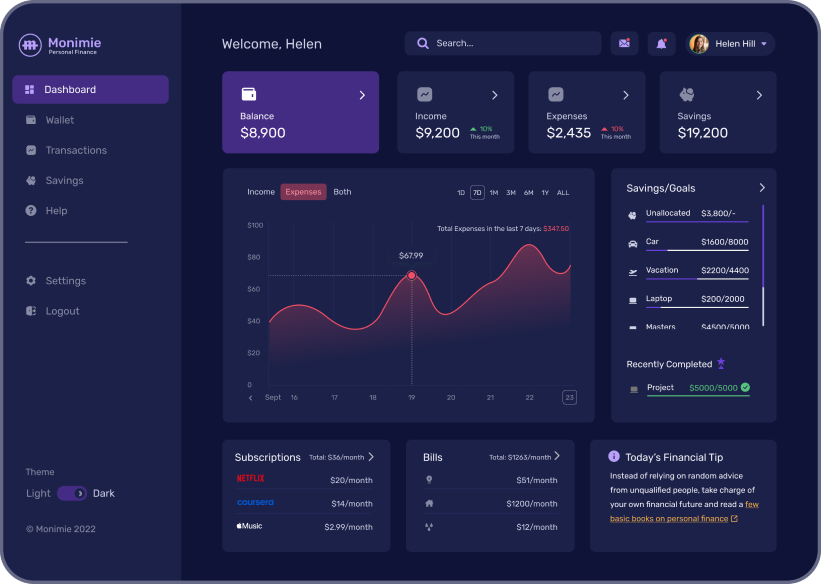 Monimie
Personal Finance
Dashboard
Wallet
Transactions
Savings
Help
Settings
Logout
Theme
Light Dark
© Monimie 2022
Welcome, Helen
Search...
Helen Hill
Balance
$8,900
Income
$9,200 10%
This month
Expenses
$2,435 10%
This month
Savings
$19,200
Income Expenses Both
1D 7D 1M 3M 6M 1Y ALL
Total Expenses in the last 7 days: $347.50
$100
$80
$60
$40
$20
0
$67.99
Sept 16 17 18 19 20 21 22 23
Savings/Goals
Unallocated $3,800/-
Car $1600/8000
Vacation $2200/4400
Laptop $200/2000
Masters $4500/5000
Recently Completed
Project $5000/5000
Subscriptions Total: $36/month
NETFLIX $20/month
coursera $14/month
Music $2.99/month
Bills Total: $1263/month
$51/month
$1200/month
$12/month
Today's Financial Tip
Instead of relying on random advice
from unqualified people, take charge of
your own financial future and read a few
basic books on personal finance